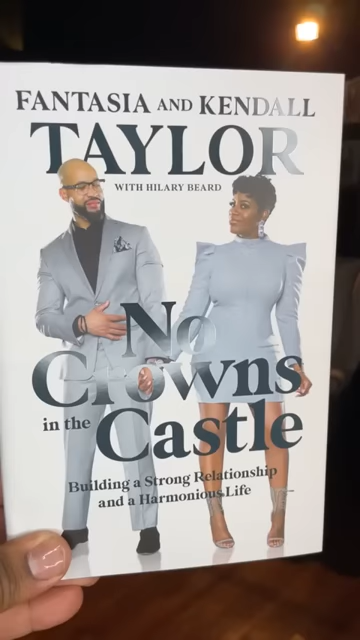 FANTASIA AND KENDALL
TAYLOR
WITH HILARY BEARD
No
Crowns
in the Castle
Building a Strong Relationship
and a Harmonious Life